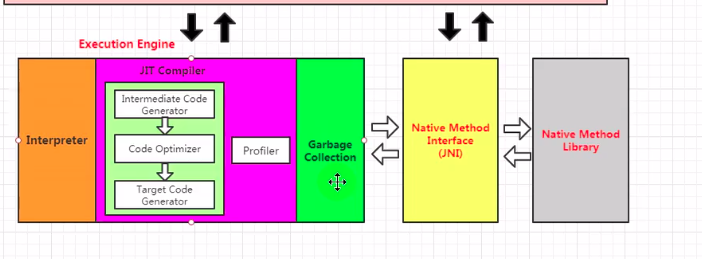 Execution Engine
JIT Compiler
Interpreter
Intermediate Code
Generator
Code Optimizer
Target Code
Generator
Profiler
Garbage
Collection
Native Method
Interface
(JNI)
Native Method
Library